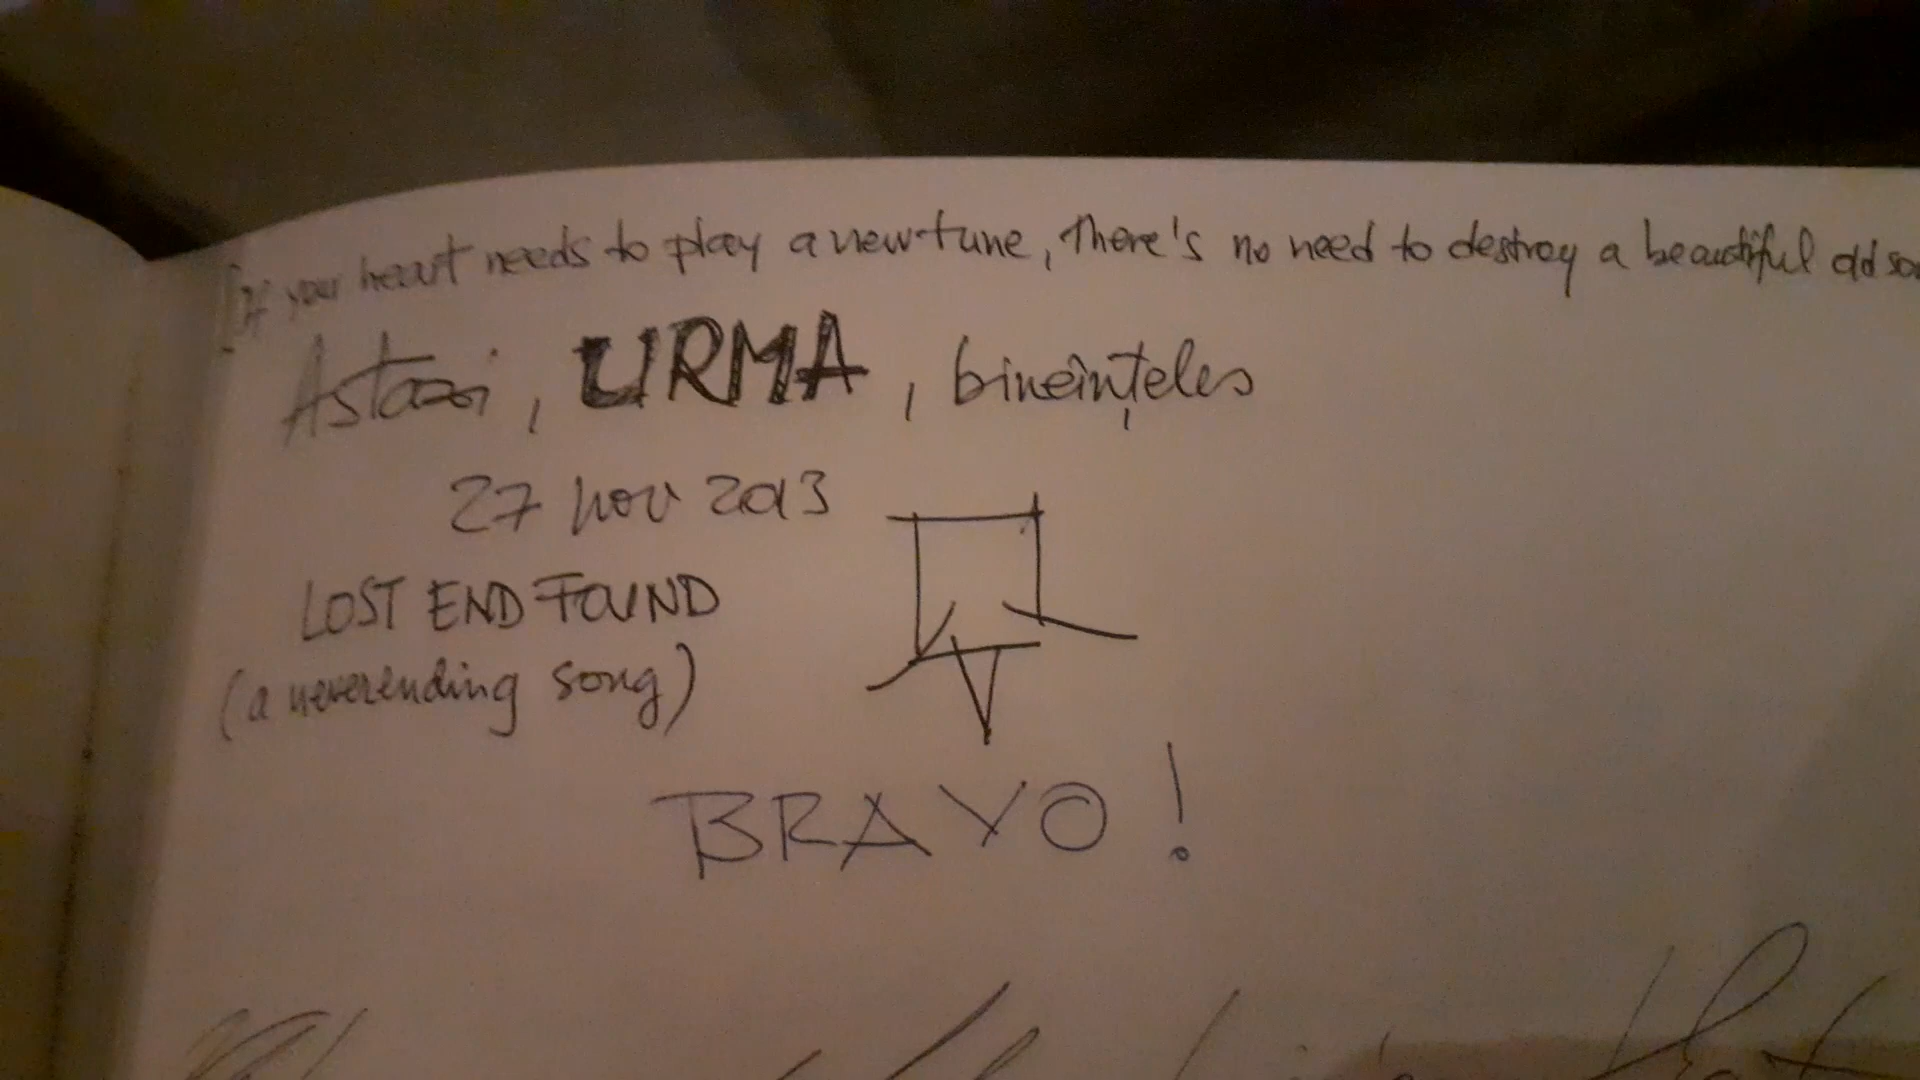 If your heart needs to play a new tune, there's no need to destroy a beautiful old so
Astazi, URMA, bineînțeles
27 nov 2013
LOST END FOUND
(a neverending song)
BRAVO!